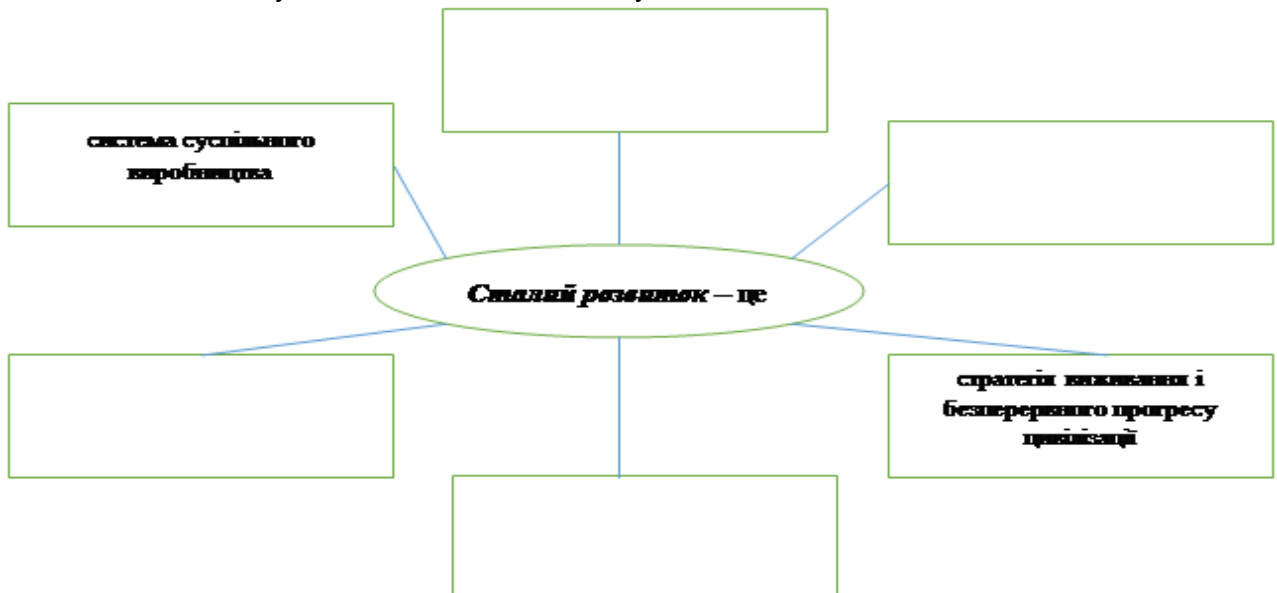 система суспільного
виробництва
Сталий розвиток – це
стратегія виживання і
безперервного прогресу
цивілізації